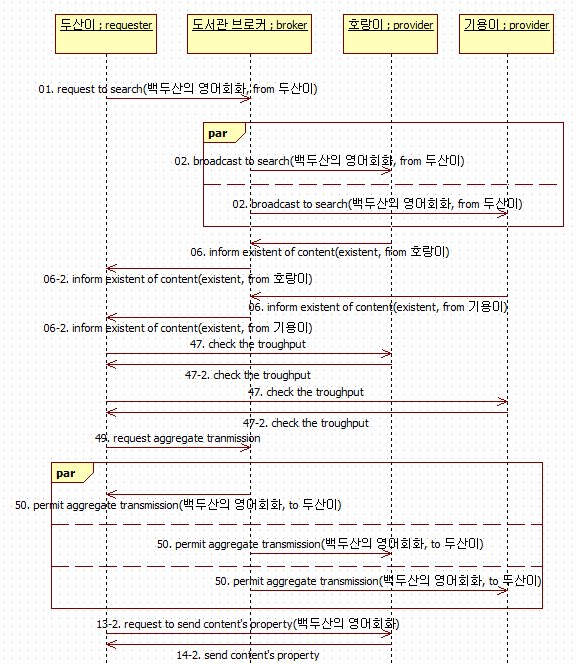 두산이 ; requester
도서관 브로커 ; broker
호랑이 ; provider
기용이 ; provider
01. request to search(백두산의 영어회화, from 두산이)
par
02. broadcast to search(백두산의 영어회화, from 두산이)
02. broadcast to search(백두산의 영어회화, from 두산이)
06. inform existent of content(existent, from 호랑이)
06-2. inform existent of content(existent, from 호랑이)
06. inform existent of content(existent, from 기용이)
06-2. inform existent of content(existent, from 기용이)
47. check the troughput
47-2. check the troughput
47. check the troughput
47-2. check the troughput
49. request aggregate tranmission
par
50. permit aggregate transmission(백두산의 영어회화, to 두산이)
50. permit aggregate transmission(백두산의 영어회화, to 두산이)
50. permit aggregate transmission(백두산의 영어회화, to 두산이)
13-2. request to send content's property(백두산의 영어회화)
14-2. send content's property